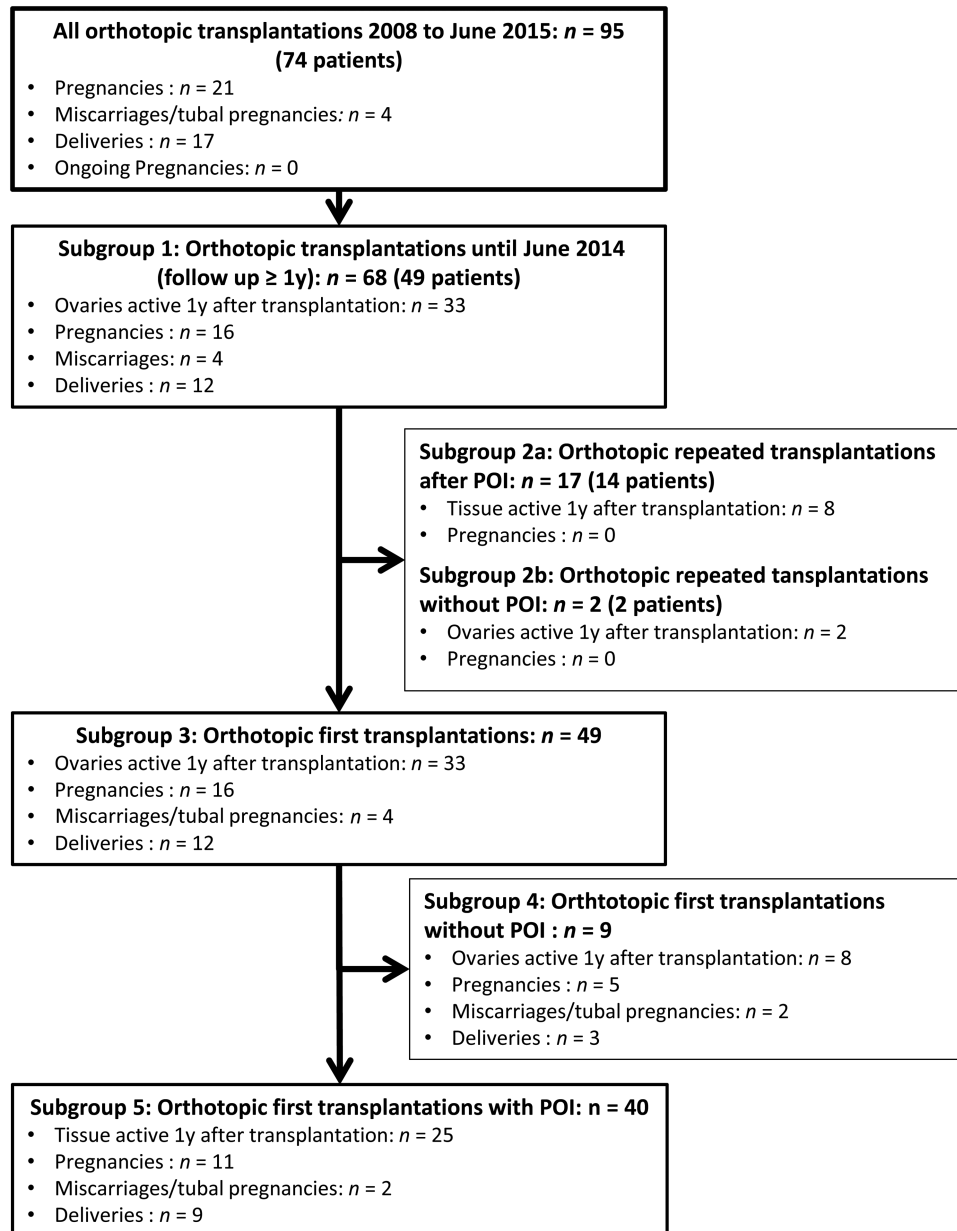 All orthotopic transplantations 2008 to June 2015: n = 95
(74 patients)
• Pregnancies : n = 21
• Miscarriages/tubal pregnancies: n = 4
• Deliveries : n = 17
• Ongoing Pregnancies: n = 0
Subgroup 1: Orthotopic transplantations until June 2014
(follow up ≥ 1y): n = 68 (49 patients)
• Ovaries active 1y after transplantation: n = 33
• Pregnancies : n = 16
• Miscarriages: n = 4
• Deliveries : n = 12
Subgroup 2a: Orthotopic repeated transplantations
after POI: n = 17 (14 patients)
• Tissue active 1y after transplantation: n = 8
• Pregnancies : n = 0
Subgroup 2b: Orthotopic repeated tansplantations
without POI: n = 2 (2 patients)
• Ovaries active 1y after transplantation: n = 2
• Pregnancies : n = 0
Subgroup 3: Orthotopic first transplantations: n = 49
• Ovaries active 1y after transplantation: n = 33
• Pregnancies : n = 16
• Miscarriages/tubal pregnancies: n = 4
• Deliveries : n = 12
Subgroup 4: Orthtotopic first transplantations
without POI : n = 9
• Ovaries active 1y after transplantation: n = 8
• Pregnancies : n = 5
• Miscarriages/tubal pregnancies: n = 2
• Deliveries : n = 3
Subgroup 5: Orthotopic first transplantations with POI: n = 40
• Tissue active 1y after transplantation: n = 25
• Pregnancies : n = 11
• Miscarriages/tubal pregnancies: n = 2
• Deliveries : n = 9